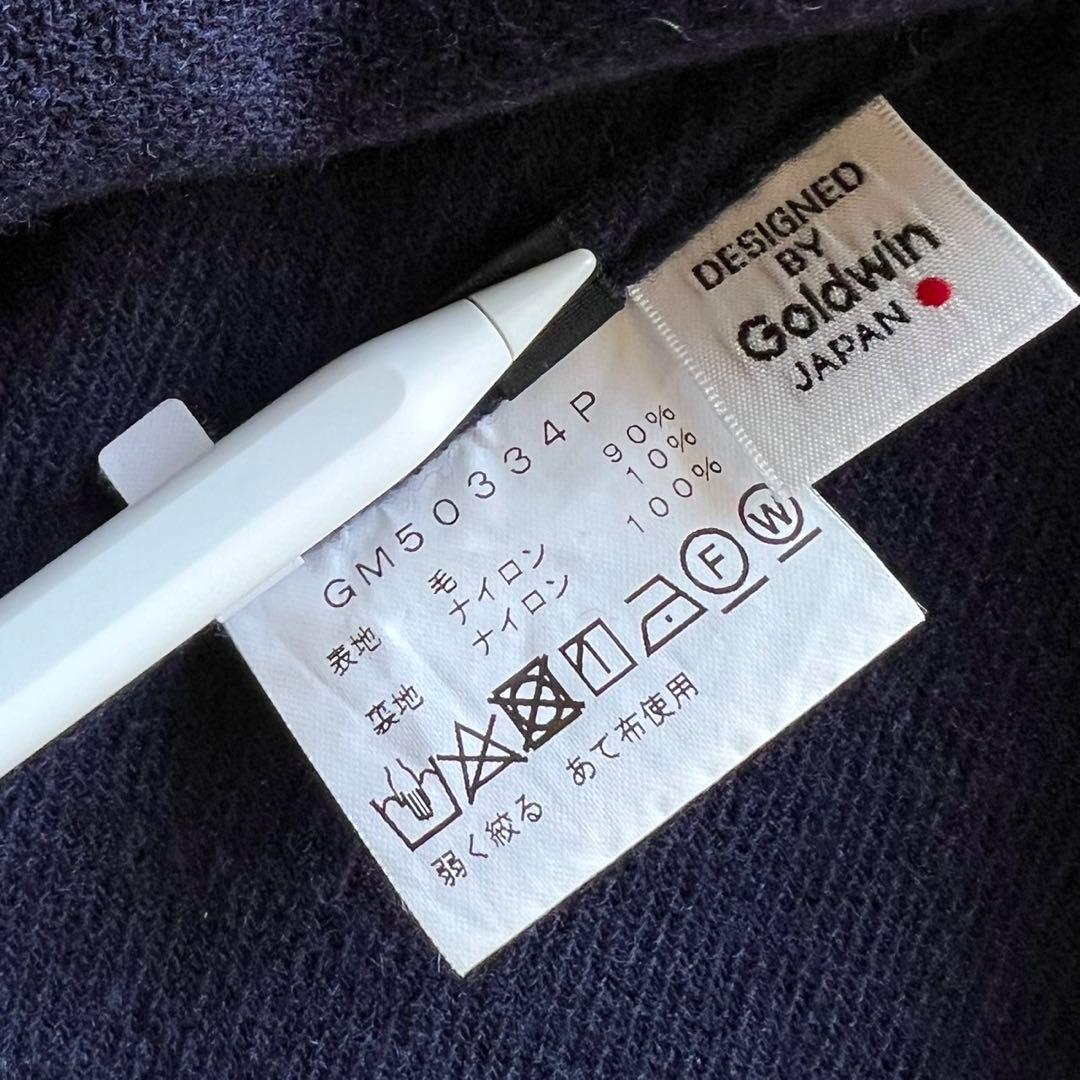 DESIGNED
BY
Goldwin
JAPAN
GM50334P
表地 毛 90%
ナイロン 10%
裏地 ナイロン 100%
F W
弱く絞る あて布使用